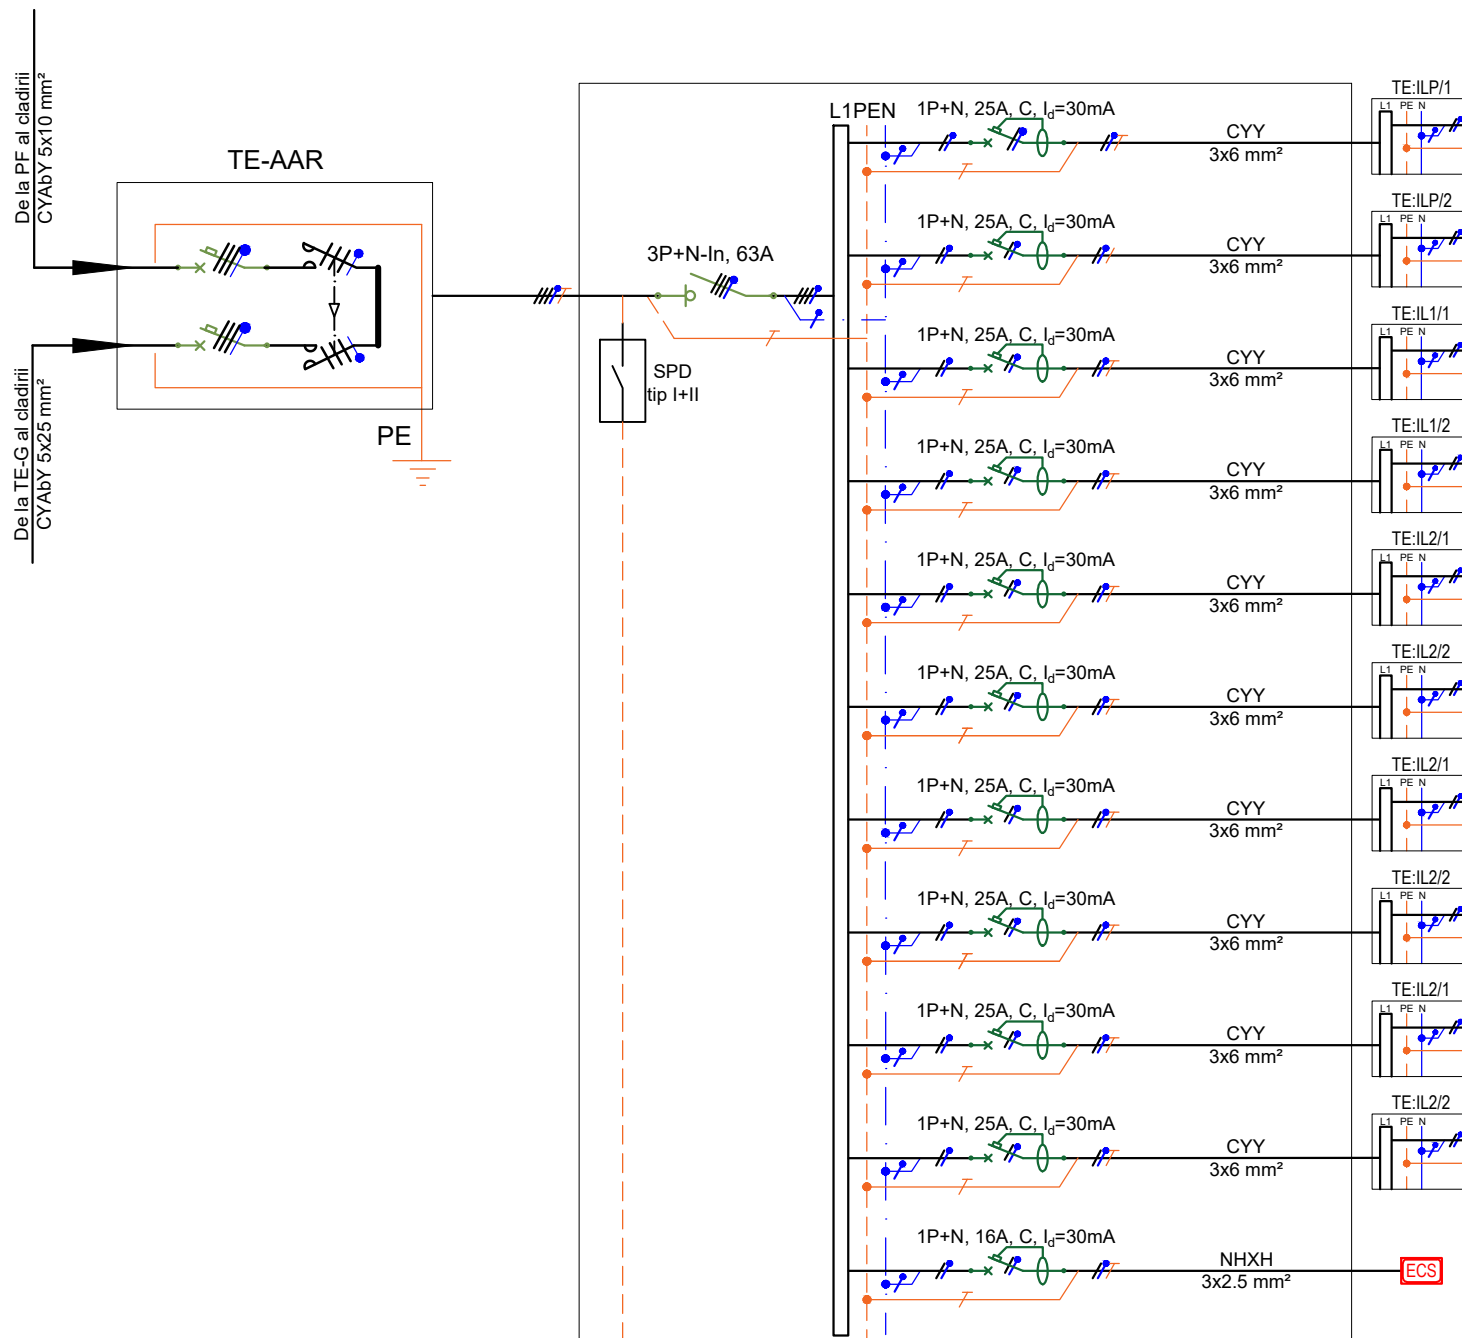 De la PF al cladirii
CYAbY 5x10 mm²
De la TE-G al cladirii
CYAbY 5x25 mm²
TE-AAR
PE
3P+N-In, 63A
SPD
tip I+II
L1PEN
1P+N, 25A, C, Id=30mA
CYY
3x6 mm²
TE:ILP/1
L1 PE N
1P+N, 25A, C, Id=30mA
CYY
3x6 mm²
TE:ILP/2
L1 PE N
1P+N, 25A, C, Id=30mA
CYY
3x6 mm²
TE:IL1/1
L1 PE N
1P+N, 25A, C, Id=30mA
CYY
3x6 mm²
TE:IL1/2
L1 PE N
1P+N, 25A, C, Id=30mA
CYY
3x6 mm²
TE:IL2/1
L1 PE N
1P+N, 25A, C, Id=30mA
CYY
3x6 mm²
TE:IL2/2
L1 PE N
1P+N, 25A, C, Id=30mA
CYY
3x6 mm²
TE:IL2/1
L1 PE N
1P+N, 25A, C, Id=30mA
CYY
3x6 mm²
TE:IL2/2
L1 PE N
1P+N, 25A, C, Id=30mA
CYY
3x6 mm²
TE:IL2/1
L1 PE N
1P+N, 25A, C, Id=30mA
CYY
3x6 mm²
TE:IL2/2
L1 PE N
1P+N, 16A, C, Id=30mA
NHXH
3x2.5 mm²
ECS